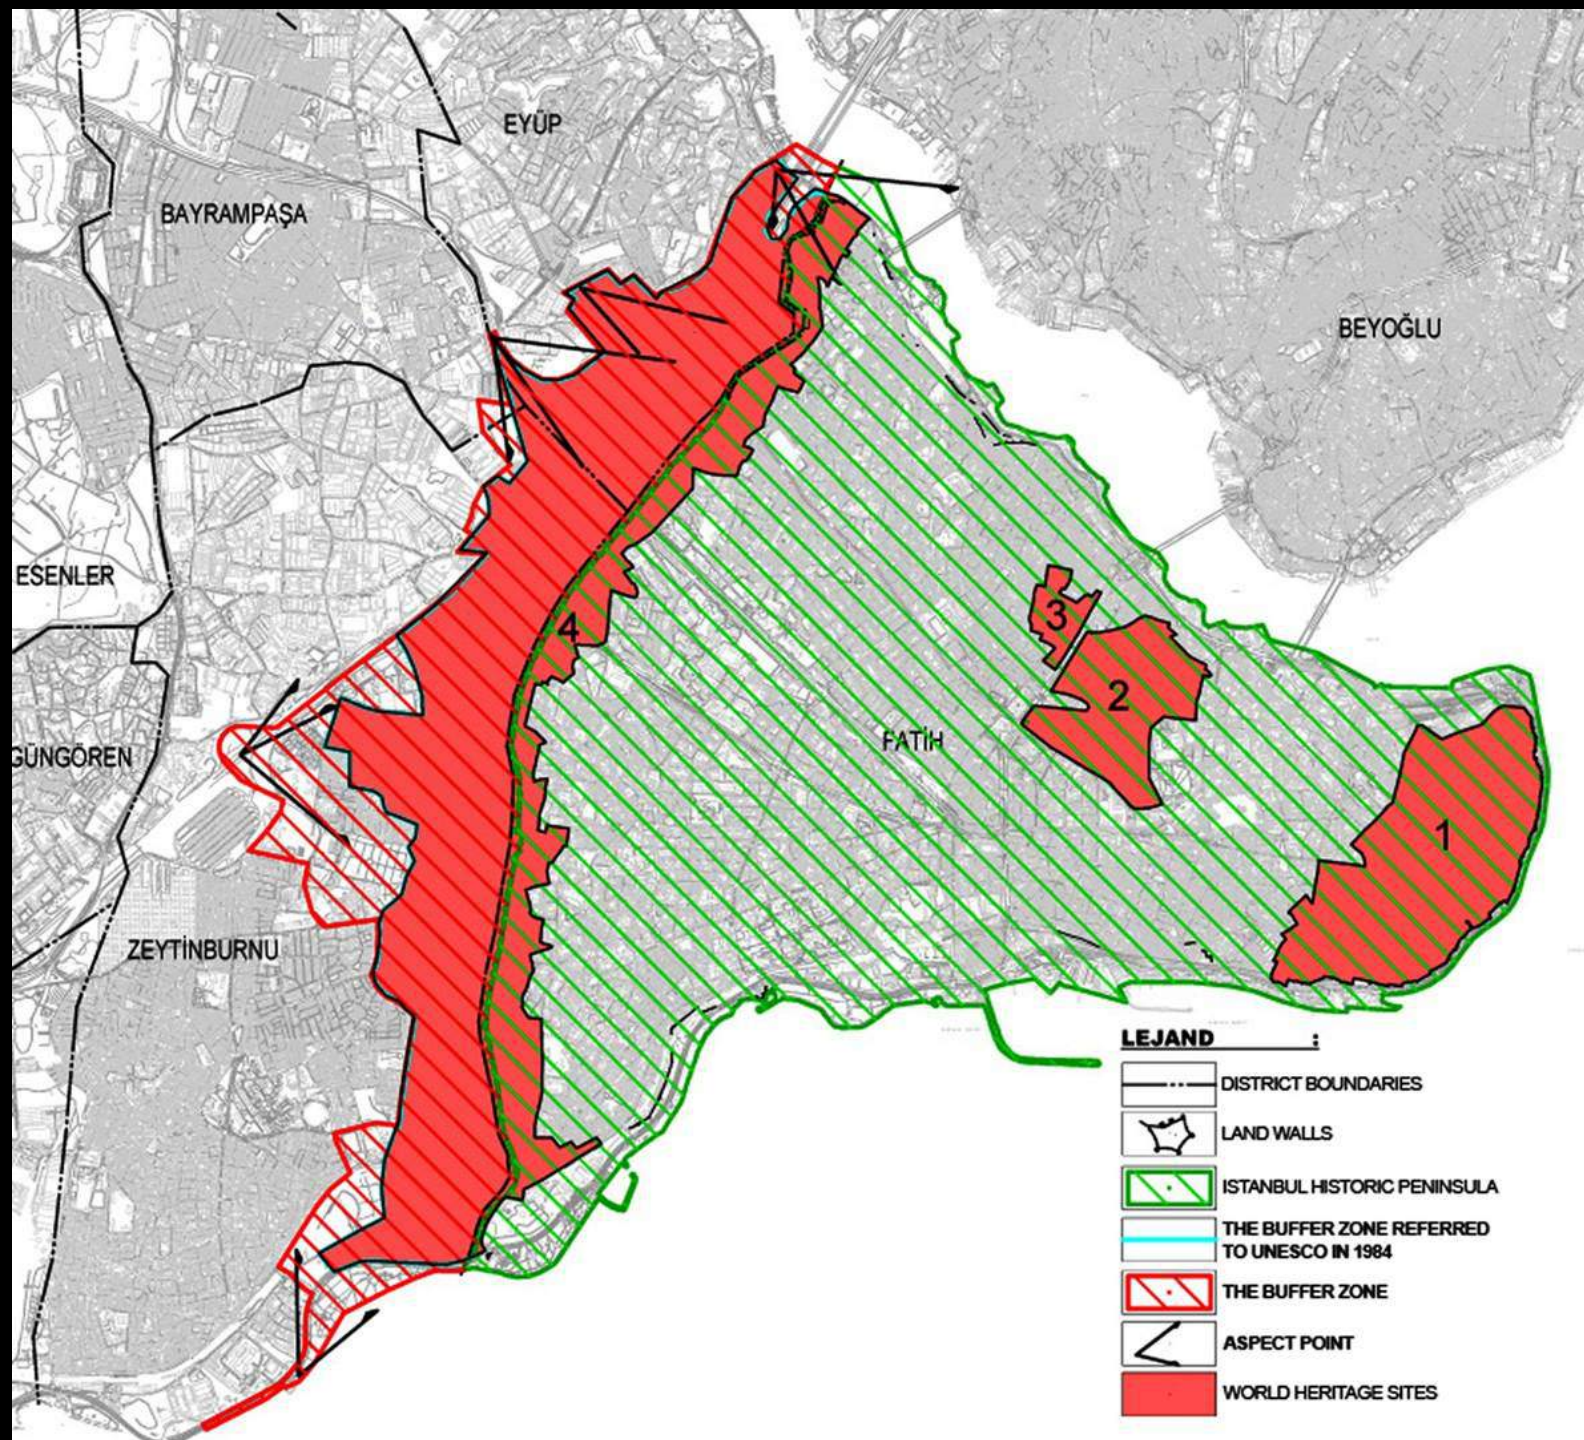 EYÜP
BAYRAMPAŞA
BEYOĞLU
ESENLER
3
4
2
GÜNGÖREN
FATİH
1
ZEYTİNBURNU
LEJAND :
DISTRICT BOUNDARIES
LAND WALLS
ISTANBUL HISTORIC PENINSULA
THE BUFFER ZONE REFERRED
TO UNESCO IN 1984
THE BUFFER ZONE
ASPECT POINT
WORLD HERITAGE SITES